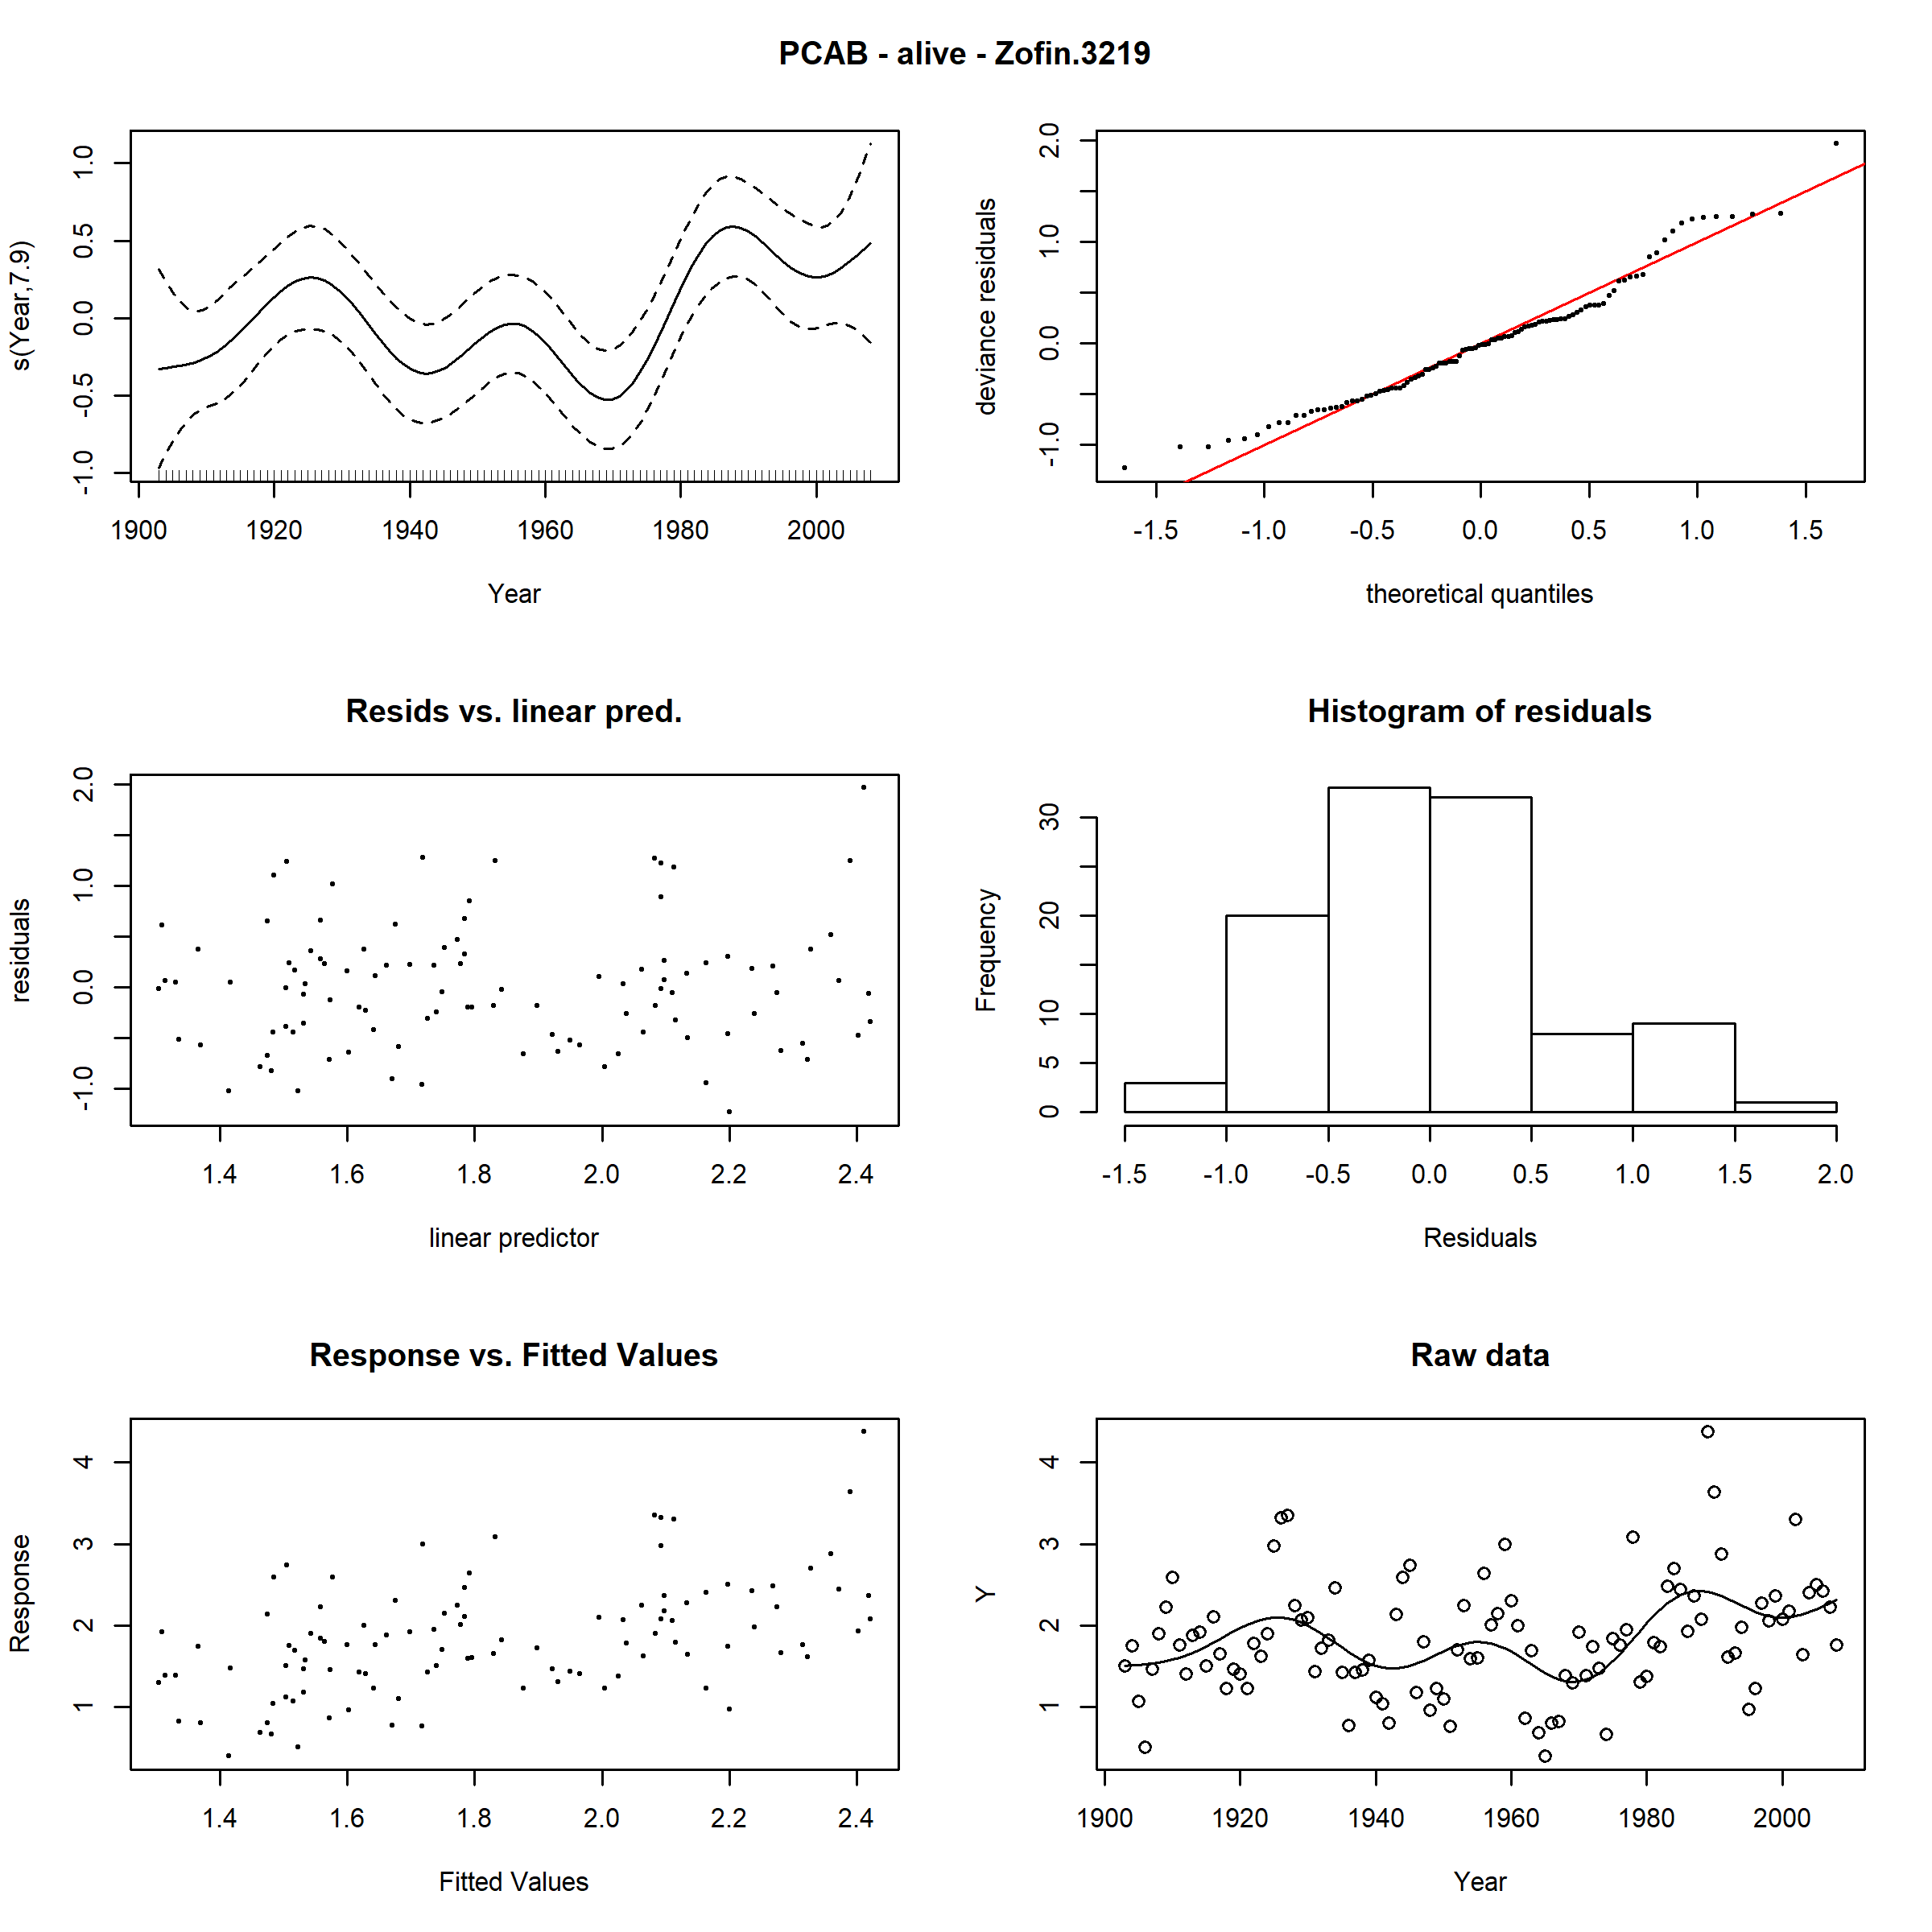 PCAB - alive - Zofin.3219
s(Year,7.9)
-1.0 -0.5 0.0 0.5 1.0
1900 1920 1940 1960 1980 2000
Year
deviance residuals
-1.0 0.0 1.0 2.0
-1.5 -1.0 -0.5 0.0 0.5 1.0 1.5
theoretical quantiles
Resids vs. linear pred.
residuals
-1.0 0.0 1.0 2.0
1.4 1.6 1.8 2.0 2.2 2.4
linear predictor
Histogram of residuals
Frequency
0 5 10 20 30
-1.5 -1.0 -0.5 0.0 0.5 1.0 1.5 2.0
Residuals
Response vs. Fitted Values
Response
1 2 3 4
1.4 1.6 1.8 2.0 2.2 2.4
Fitted Values
Raw data
Y
1 2 3 4
1900 1920 1940 1960 1980 2000
Year